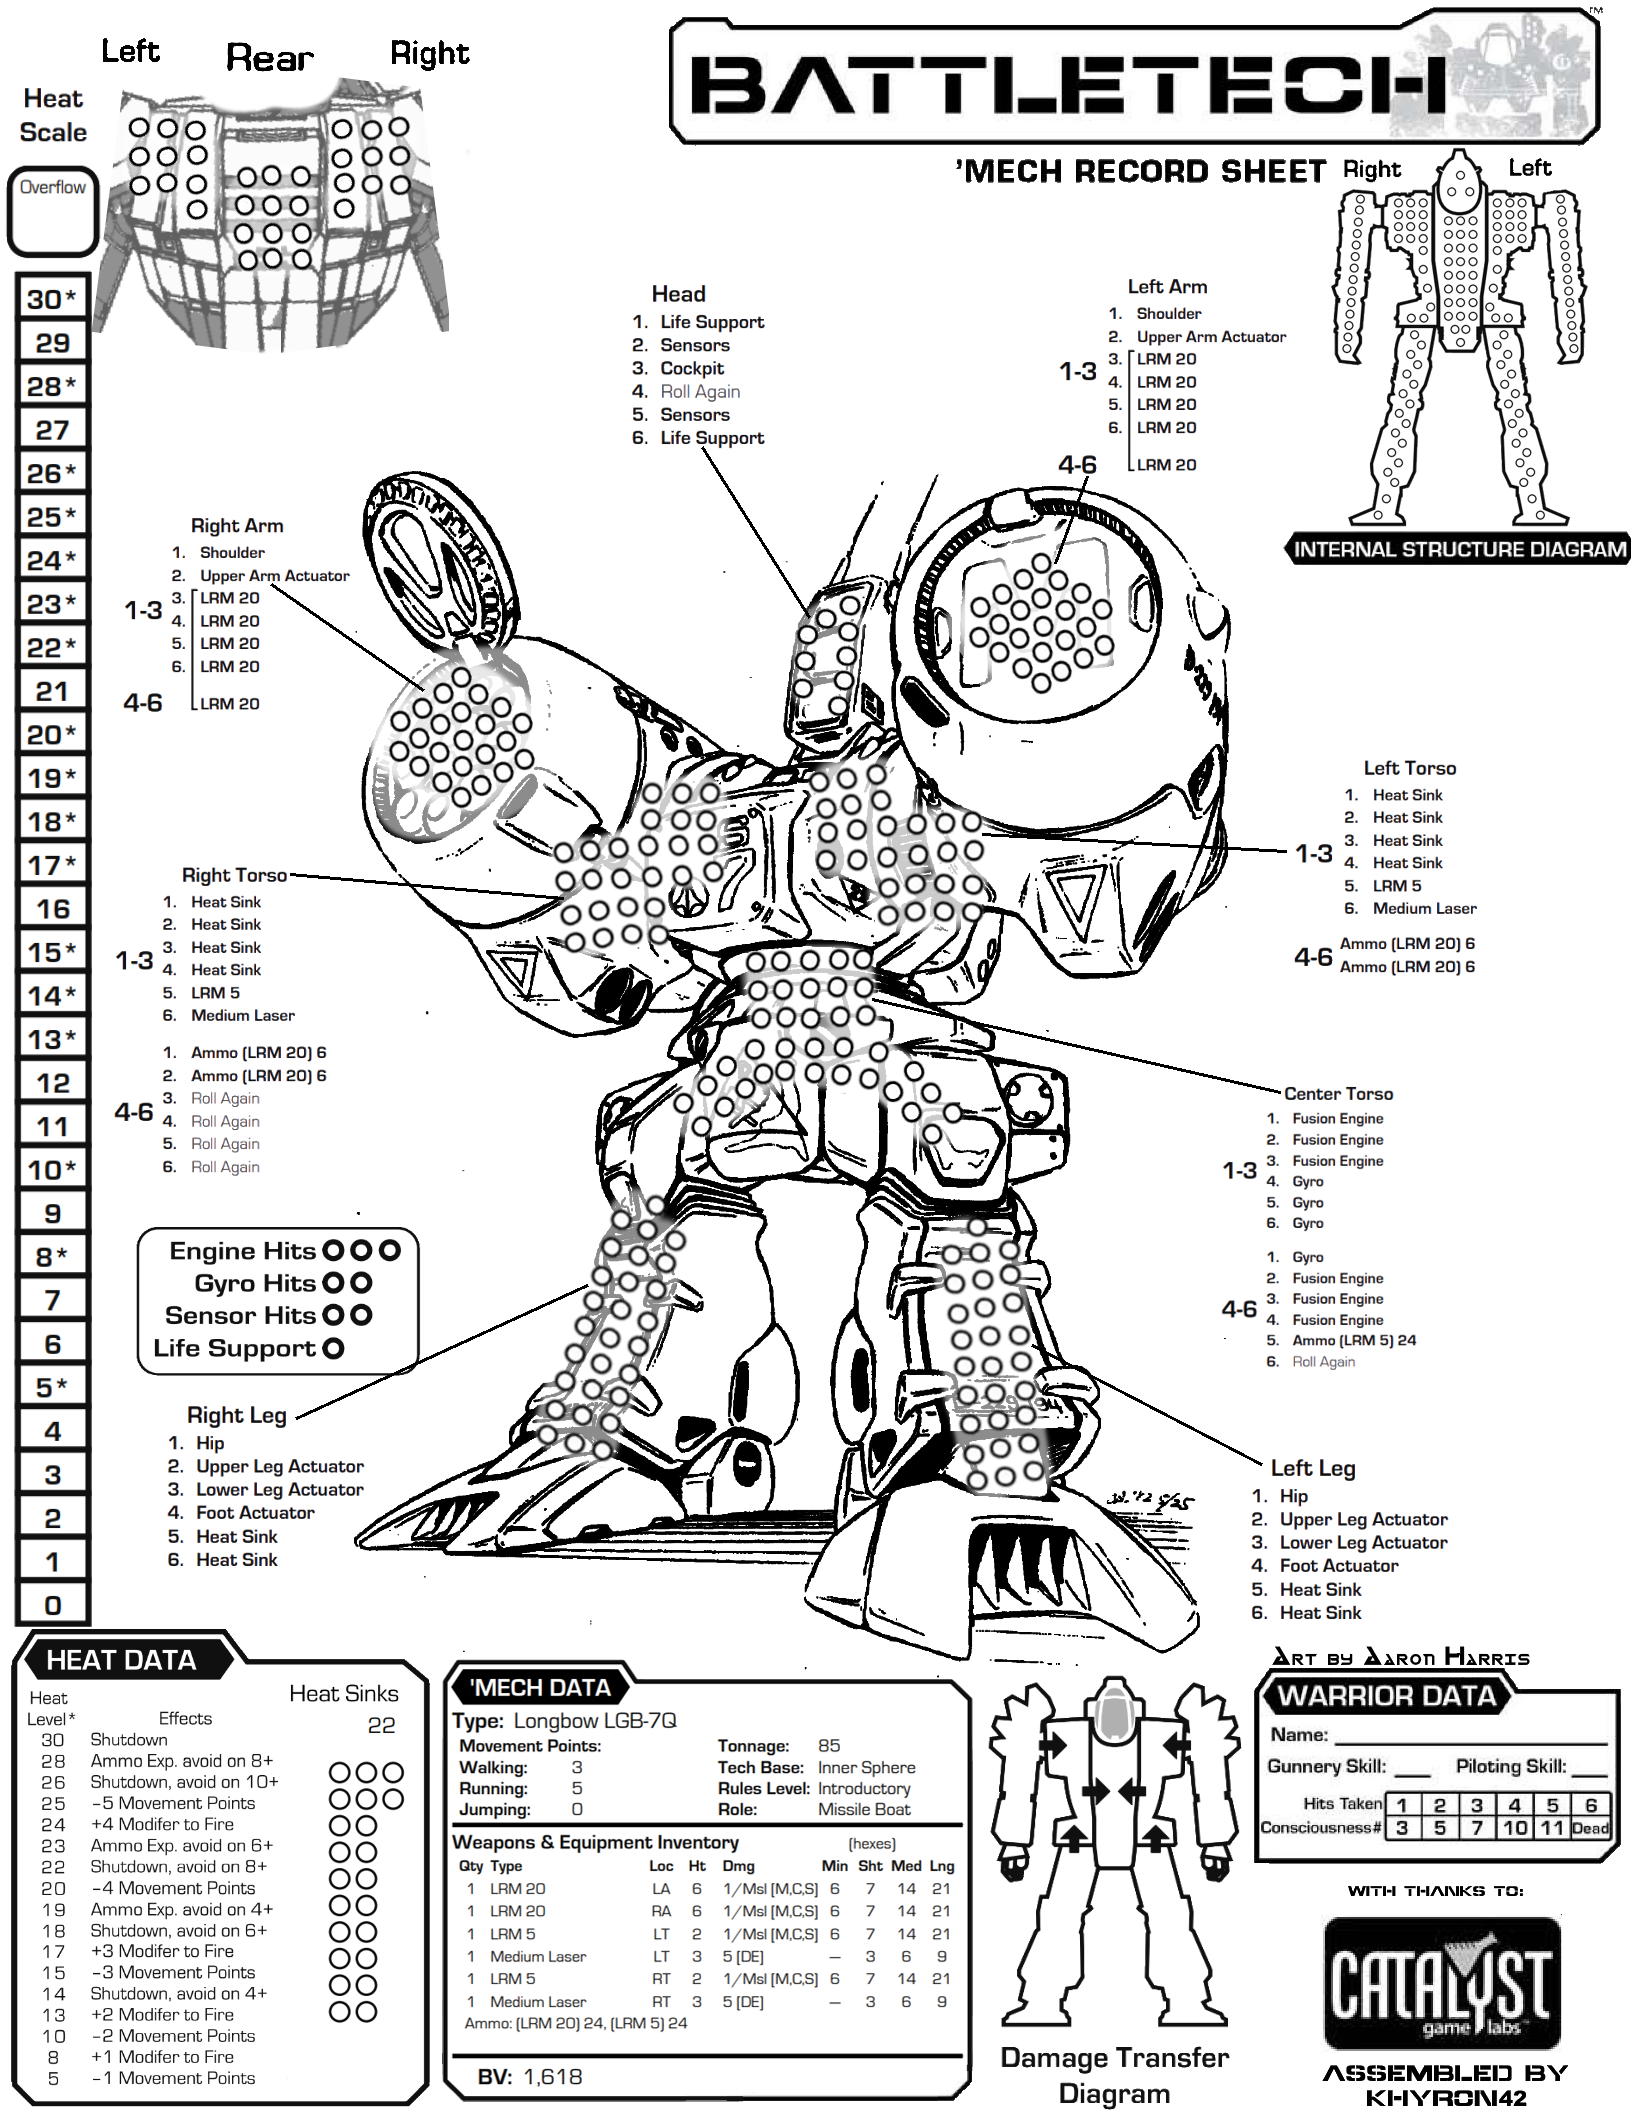 Left Rear Right
BATTLETECH
TM
'MECH RECORD SHEET
Right Left
INTERNAL STRUCTURE DIAGRAM
Heat
Scale
Overflow
30*
29
28*
27
26*
25*
24*
23*
22*
21
20*
19*
18*
17*
16
15*
14*
13*
12
11
10*
9
8*
7
6
5*
4
3
2
1
0
Head
1. Life Support
2. Sensors
3. Cockpit
4. Roll Again
5. Sensors
6. Life Support
Left Arm
1. Shoulder
2. Upper Arm Actuator
1-3
3. LRM 20
4. LRM 20
5. LRM 20
6. LRM 20
4-6
LRM 20
Right Arm
1. Shoulder
2. Upper Arm Actuator
1-3
3. LRM 20
4. LRM 20
5. LRM 20
6. LRM 20
4-6
LRM 20
Left Torso
1. Heat Sink
2. Heat Sink
3. Heat Sink
1-3
4. Heat Sink
5. LRM 5
6. Medium Laser
4-6
Ammo (LRM 20) 6
Ammo (LRM 20) 6
Right Torso
1. Heat Sink
2. Heat Sink
1-3
3. Heat Sink
4. Heat Sink
5. LRM 5
6. Medium Laser
1. Ammo (LRM 20) 6
2. Ammo (LRM 20) 6
3. Roll Again
4-6
4. Roll Again
5. Roll Again
6. Roll Again
Center Torso
1. Fusion Engine
2. Fusion Engine
1-3
3. Fusion Engine
4. Gyro
5. Gyro
6. Gyro
1. Gyro
2. Fusion Engine
4-6
3. Fusion Engine
4. Fusion Engine
5. Ammo (LRM 5) 24
6. Roll Again
Engine Hits
Gyro Hits
Sensor Hits
Life Support
Right Leg
1. Hip
2. Upper Leg Actuator
3. Lower Leg Actuator
4. Foot Actuator
5. Heat Sink
6. Heat Sink
Left Leg
1. Hip
2. Upper Leg Actuator
3. Lower Leg Actuator
4. Foot Actuator
5. Heat Sink
6. Heat Sink
HEAT DATA
Heat
Level* Effects
Heat Sinks
22
30 Shutdown
28 Ammo Exp. avoid on 8+
26 Shutdown, avoid on 10+
25 -5 Movement Points
24 +4 Modifer to Fire
23 Ammo Exp. avoid on 6+
22 Shutdown, avoid on 8+
20 -4 Movement Points
19 Ammo Exp. avoid on 4+
18 Shutdown, avoid on 6+
17 +3 Modifer to Fire
15 -3 Movement Points
14 Shutdown, avoid on 4+
13 +2 Modifer to Fire
10 -2 Movement Points
8 +1 Modifer to Fire
5 -1 Movement Points
'MECH DATA
Type: Longbow LGB-7Q
Movement Points: Tonnage: 85
Walking: 3 Tech Base: Inner Sphere
Running: 5 Rules Level: Introductory
Jumping: 0 Role: Missile Boat
Weapons & Equipment Inventory (hexes)
Qty Type Loc Ht Dmg Min Sht Med Lng
1 LRM 20 LA 6 1/Msl [M,C,S] 6 7 14 21
1 LRM 20 RA 6 1/Msl [M,C,S] 6 7 14 21
1 LRM 5 LT 2 1/Msl [M,C,S] 6 7 14 21
1 Medium Laser LT 3 5 [DE] — 3 6 9
1 LRM 5 RT 2 1/Msl [M,C,S] 6 7 14 21
1 Medium Laser RT 3 5 [DE] — 3 6 9
Ammo: (LRM 20) 24, (LRM 5) 24
BV: 1,618
Damage Transfer
Diagram
Art by Aaron Harris
WARRIOR DATA
Name:
Gunnery Skill: Piloting Skill:
Hits Taken 1 2 3 4 5 6
Consciousness# 3 5 7 10 11 Dead
WITH THANKS TO:
CATALYST
game labs
ASSEMBLED BY
KHYRON42